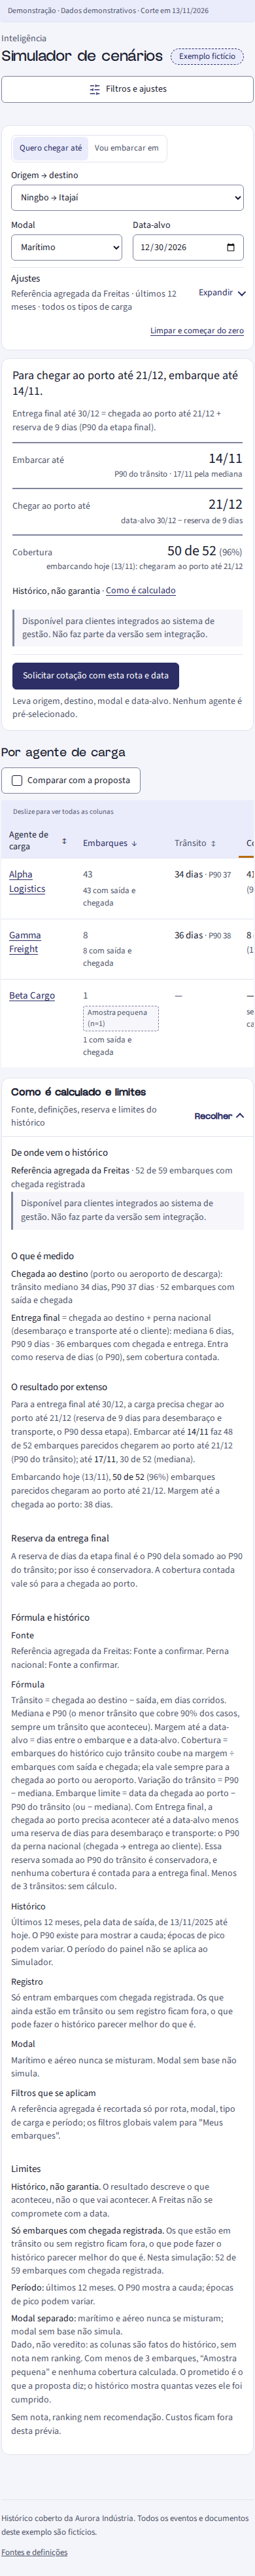 Demonstração · Dados demonstrativos · Corte em 13/11/2026
Inteligência
Simulador de cenários
Exemplo fictício
Filtros e ajustes
Quero chegar até
Vou embarcar em
Origem → destino
Ningbo → Itajaí
Modal
Data-alvo
Marítimo
12/30/2026
Ajustes
Referência agregada da Freitas · últimos 12
meses · todos os tipos de carga
Expandir
Limpar e começar do zero
Para chegar ao porto até 21/12, embarque até
14/11.
Entrega final até 30/12 = chegada ao porto até 21/12 +
reserva de 9 dias (P90 da etapa final).
Embarcar até
14/11
P90 do trânsito · 17/11 pela mediana
Chegar ao porto até
21/12
data-alvo 30/12 − reserva de 9 dias
Cobertura
50 de 52 (96%)
embarcando hoje (13/11): chegaram ao porto até 21/12
Histórico, não garantia · Como é calculado
Disponível para clientes integrados ao sistema de
gestão. Não faz parte da versão sem integração.
Solicitar cotação com esta rota e data
Leva origem, destino, modal e data-alvo. Nenhum agente é
pré-selecionado.
Por agente de carga
Comparar com a proposta
Deslize para ver todas as colunas
Agente de
carga
↕
Embarques ↓
Trânsito ↕
Alpha
Logistics
43
43 com saída e
chegada
34 dias · P90 37
Gamma
Freight
8
8 com saída e
chegada
36 dias · P90 38
Beta Cargo
1
Amostra pequena
(n=1)
1 com saída e
chegada
—
Como é calculado e limites
Fonte, definições, reserva e limites do
histórico
Recolher
De onde vem o histórico
Referência agregada da Freitas · 52 de 59 embarques com
chegada registrada
Disponível para clientes integrados ao sistema de
gestão. Não faz parte da versão sem integração.
O que é medido
Chegada ao destino (porto ou aeroporto de descarga):
trânsito mediano 34 dias, P90 37 dias · 52 embarques com
saída e chegada
Entrega final = chegada ao destino + perna nacional
(desembaraço e transporte até o cliente): mediana 6 dias,
P90 9 dias · 36 embarques com chegada e entrega. Entra
como reserva de dias (o P90), sem cobertura contada.
O resultado por extenso
Para a entrega final até 30/12, a carga precisa chegar ao
porto até 21/12 (reserva de 9 dias para desembaraço e
transporte, o P90 dessa etapa). Embarcar até 14/11 faz 48
de 52 embarques parecidos chegarem ao porto até 21/12
(P90 do trânsito); até 17/11, 30 de 52 (mediana).
Embarcando hoje (13/11), 50 de 52 (96%) embarques
parecidos chegaram ao porto até 21/12. Margem até a
chegada ao porto: 38 dias.
Reserva da entrega final
A reserva de dias da etapa final é o P90 dela somado ao P90
do trânsito; por isso é conservadora. A cobertura contada
vale só para a chegada ao porto.
Fórmula e histórico
Fonte
Referência agregada da Freitas: Fonte a confirmar. Perna
nacional: Fonte a confirmar.
Fórmula
Trânsito = chegada ao destino − saída, em dias corridos.
Mediana e P90 (o menor trânsito que cobre 90% dos casos,
sempre um trânsito que aconteceu). Margem até a data-
alvo = dias entre o embarque e a data-alvo. Cobertura =
embarques do histórico cujo trânsito coube na margem ÷
embarques com saída e chegada; ela vale sempre para a
chegada ao porto ou aeroporto. Variação do trânsito = P90
− mediana. Embarque limite = data da chegada ao porto −
P90 do trânsito (ou − mediana). Com Entrega final, a
chegada ao porto precisa acontecer até a data-alvo menos
uma reserva de dias para desembaraço e transporte: o P90
da perna nacional (chegada → entrega ao cliente). Essa
reserva somada ao P90 do trânsito é conservadora, e
nenhuma cobertura é contada para a entrega final. Menos
de 3 trânsitos: sem cálculo.
Histórico
Últimos 12 meses, pela data de saída, de 13/11/2025 até
hoje. O P90 existe para mostrar a cauda; épocas de pico
podem variar. O período do painel não se aplica ao
Simulador.
Registro
Só entram embarques com chegada registrada. Os que
ainda estão em trânsito ou sem registro ficam fora, o que
pode fazer o histórico parecer melhor do que é.
Modal
Marítimo e aéreo nunca se misturam. Modal sem base não
simula.
Filtros que se aplicam
A referência agregada é recortada só por rota, modal, tipo
de carga e período; os filtros globais valem para "Meus
embarques".
Limites
Histórico, não garantia. O resultado descreve o que
aconteceu, não o que vai acontecer. A Freitas não se
compromete com a data.
Só embarques com chegada registrada. Os que estão em
trânsito ou sem registro ficam fora, o que pode fazer o
histórico parecer melhor do que é. Nesta simulação: 52 de
59 embarques com chegada registrada.
Período: últimos 12 meses. O P90 mostra a cauda; épocas
de pico podem variar.
Modal separado: marítimo e aéreo nunca se misturam;
modal sem base não simula.
Dado, não veredito: as colunas são fatos do histórico, sem
nota nem ranking. Com menos de 3 embarques, "Amostra
pequena" e nenhuma cobertura calculada. O prometido é o
que a proposta diz; o histórico mostra quantas vezes ele foi
cumprido.
Sem nota, ranking nem recomendação. Custos ficam fora
desta prévia.
Histórico coberto da Aurora Indústria. Todos os eventos e documentos
deste exemplo são fictícios.
Fontes e definições